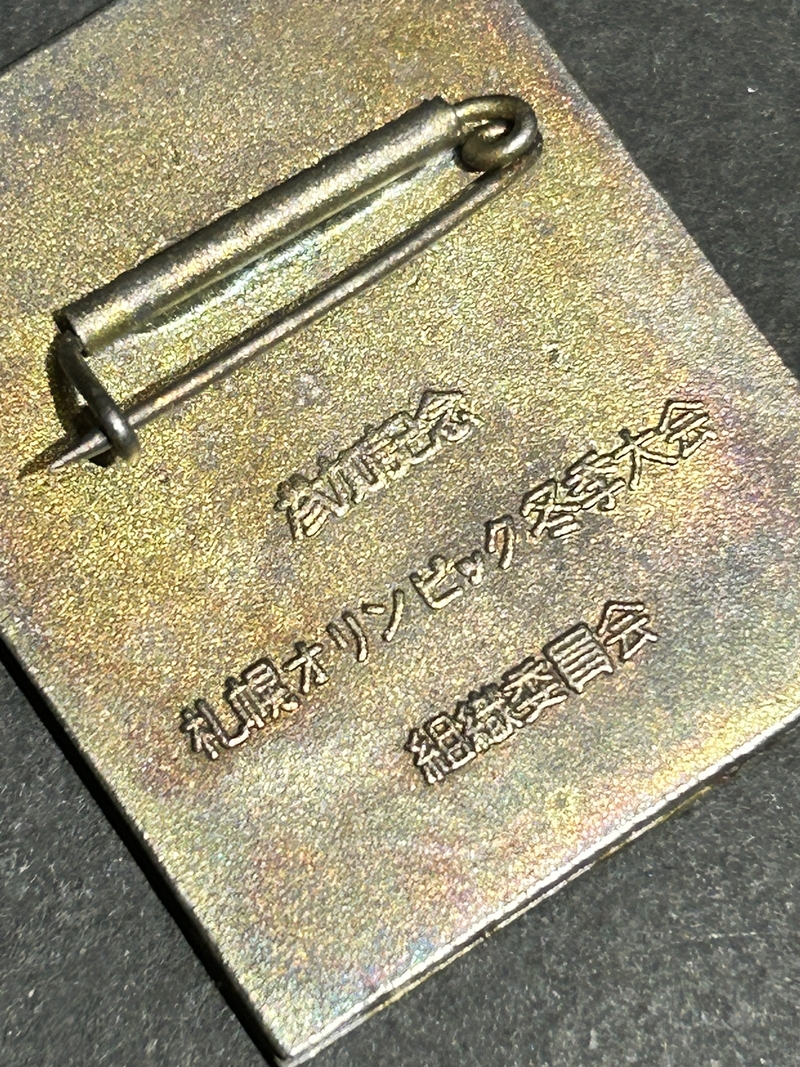 参加記念
札幌オリンピック冬季大会
組織委員会